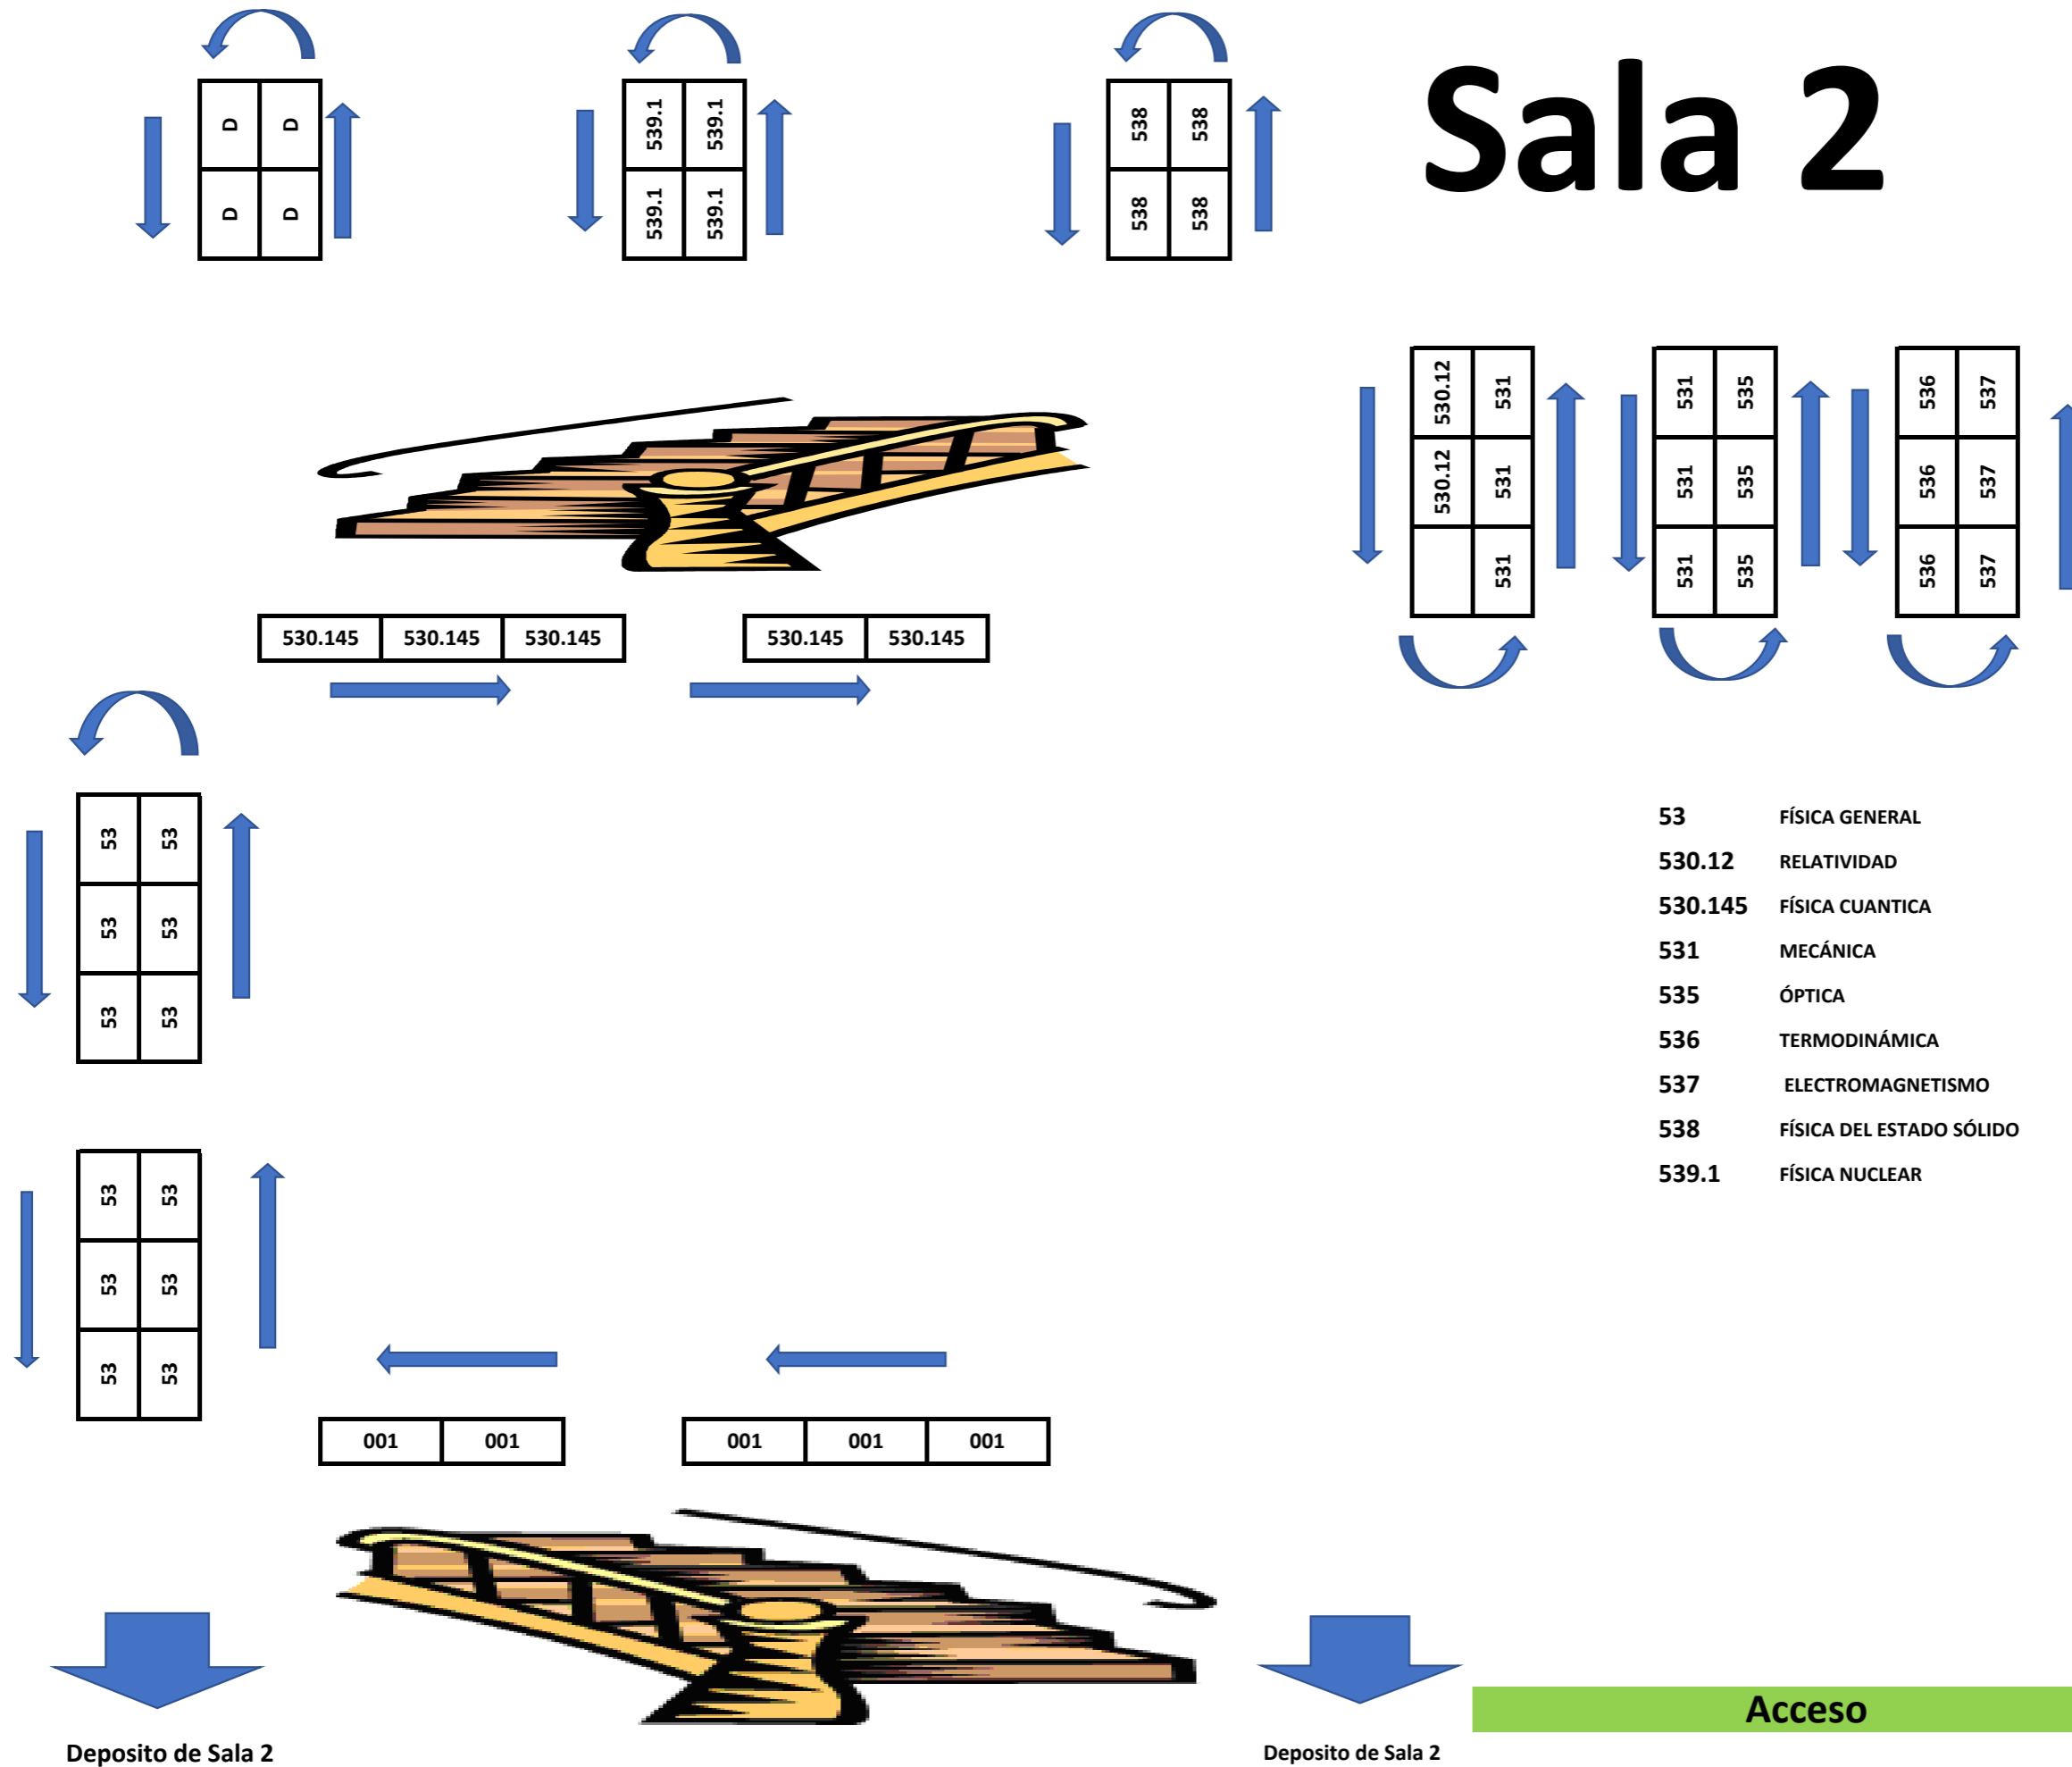 Sala 2
D D
D D
539.1 539.1
539.1 539.1
538 538
538 538
530.12 531
530.12 531
531
531 535
531 535
531 535
536 537
536 537
536 537
530.145 530.145 530.145
530.145 530.145
53 53
53 53
53 53
53 FÍSICA GENERAL
530.12 RELATIVIDAD
530.145 FÍSICA CUANTICA
531 MECÁNICA
535 ÓPTICA
536 TERMODINÁMICA
537 ELECTROMAGNETISMO
538 FÍSICA DEL ESTADO SÓLIDO
539.1 FÍSICA NUCLEAR
53 53
53 53
53 53
001 001
001 001 001
Acceso
Deposito de Sala 2
Deposito de Sala 2